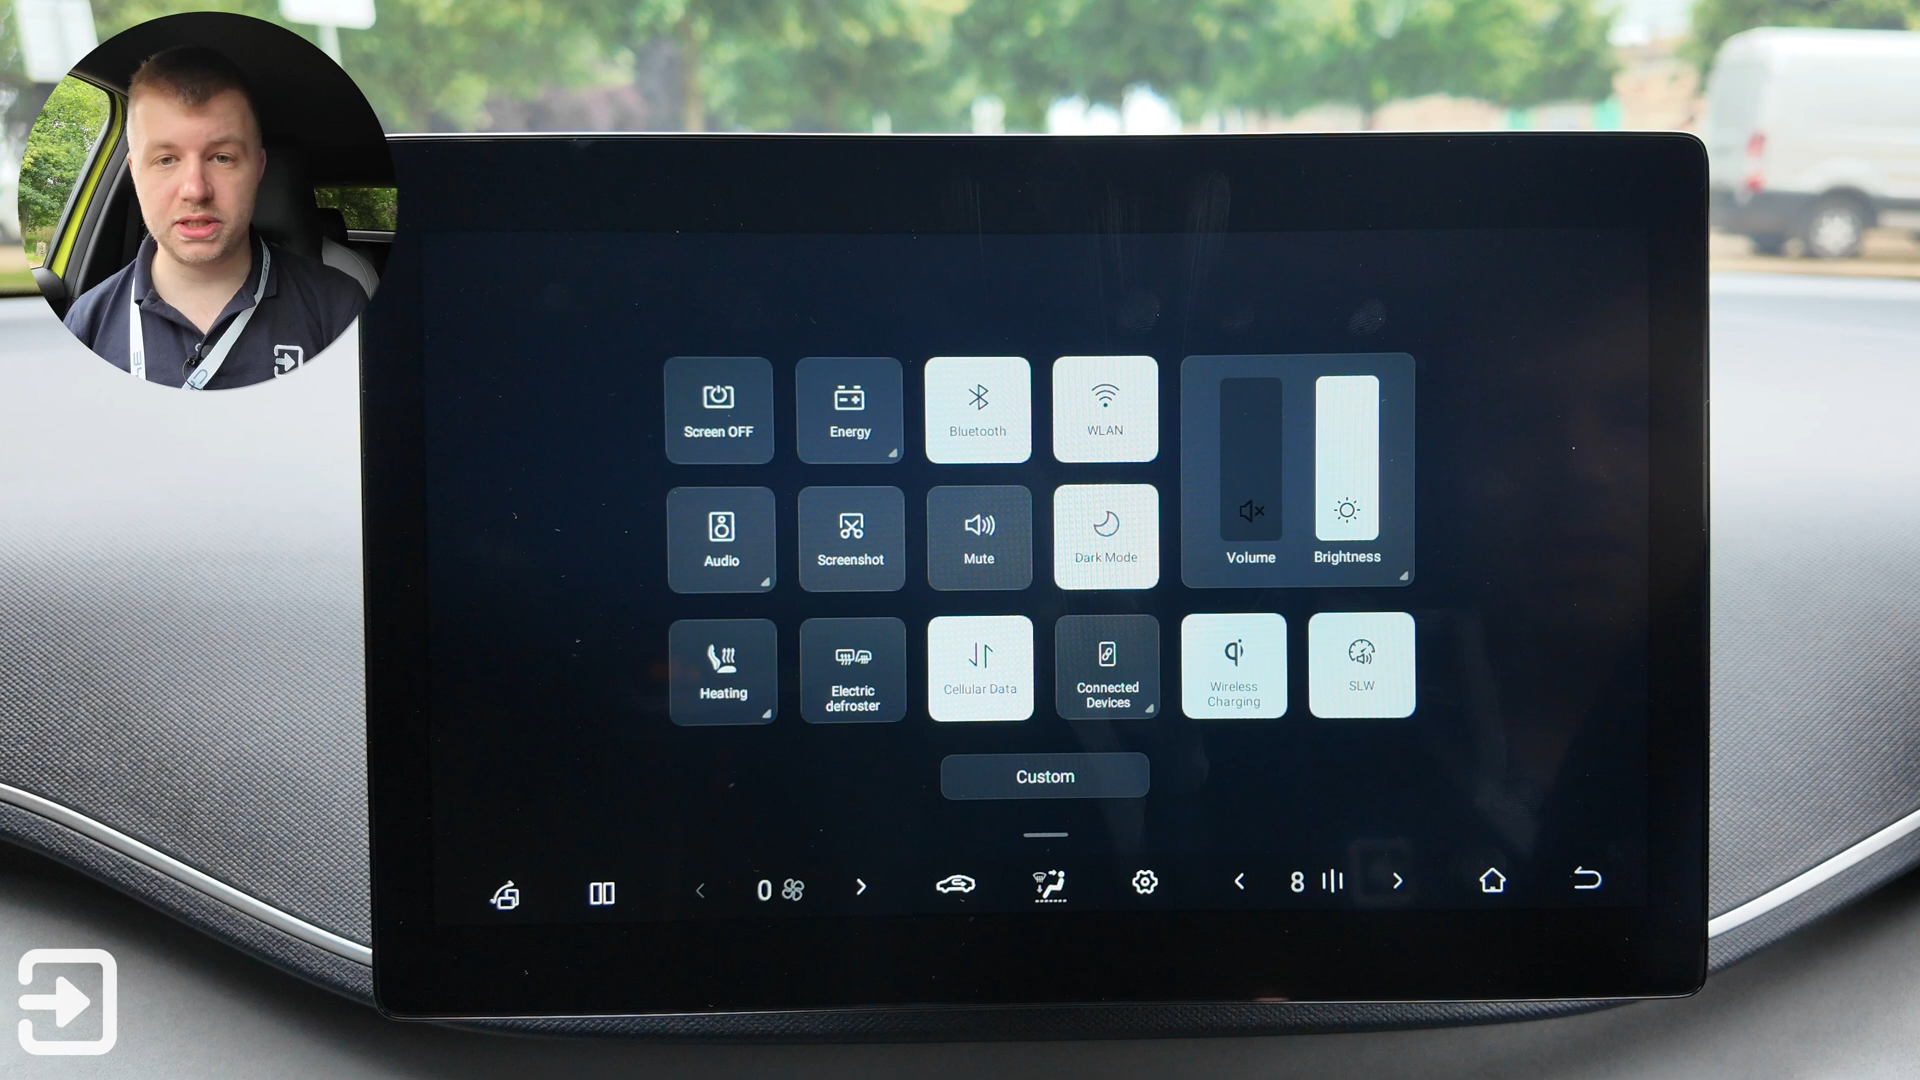 Screen OFF
Energy
Bluetooth
WLAN
Audio
Screenshot
Mute
Dark Mode
Volume
Brightness
Heating
Electric
defroster
Cellular Data
Connected
Devices
Wireless
Charging
SLW
Custom
0
8